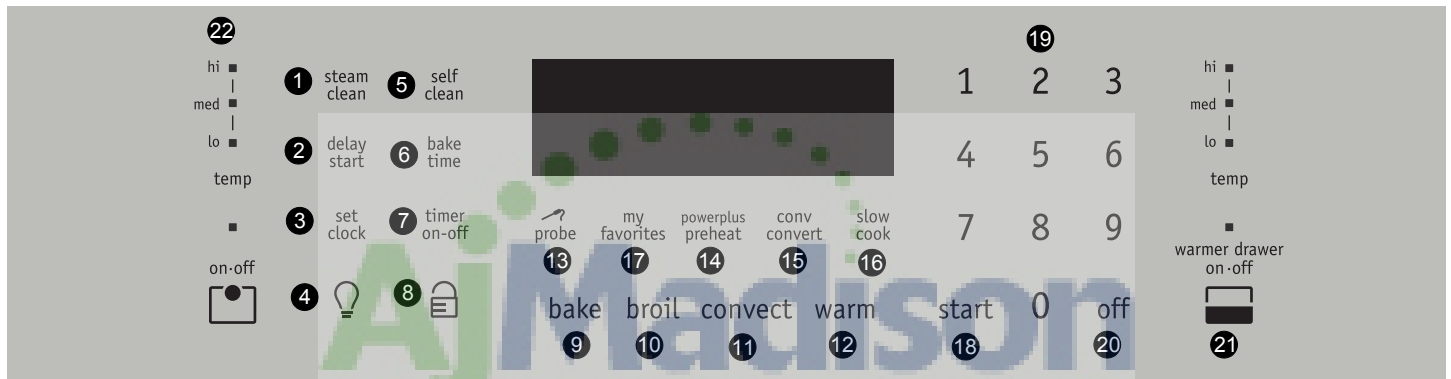 22
19
hi
1 steam clean
5 self clean
1 2 3
hi
med
med
lo
2 delay start
6 bake time
4 5 6
lo
temp
temp
3 set clock
7 timer on-off
probe
my favorites
powerplus preheat
conv convert
slow cook
7 8 9
13 17 14 15 16
on·off
warmer drawer on·off
4
8
bake broil convect warm start 0 off
9 10 11 12 18 20 21
AjMadison